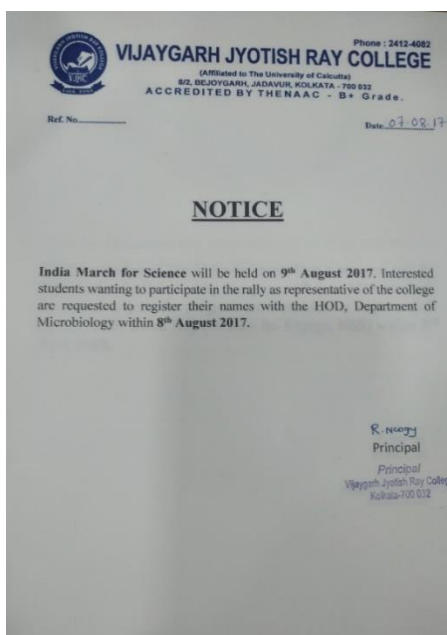 Phone : 2412-4082
VIJAYGARH JYOTISH RAY COLLEGE
(Affiliated to The University of Calcutta)
8/2, BEJOYGARH, JADAVUR, KOLKATA - 700 032
ACCREDITED BY THENAAC - B+ Grade.
Ref. No.
Date 07.08.17
NOTICE
India March for Science will be held on 9th August 2017. Interested
students wanting to participate in the rally as representative of the college
are requested to register their names with the HOD, Department of
Microbiology within 8th August 2017.
R. Neogy
Principal
Principal
Vijaygarh Jyotish Ray Colleg
Kolkata-700 032